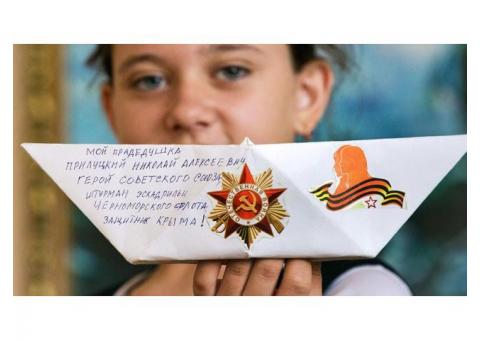 МОЙ ПРАДЕДУШКА
ПРИЛУЦКИЙ НИКОЛАЙ АЛЕКСЕЕВИЧ
ГЕРОЙ СОВЕТСКОГО СОЮЗА
ШТУРМАН ЭСКАДРИЛЬИ
ЧЕРНОМОРСКОГО ФЛОТА
ЗАЩИТНИК КРЫМА!
ОТЕЧЕСТВЕННАЯ ВОЙНА